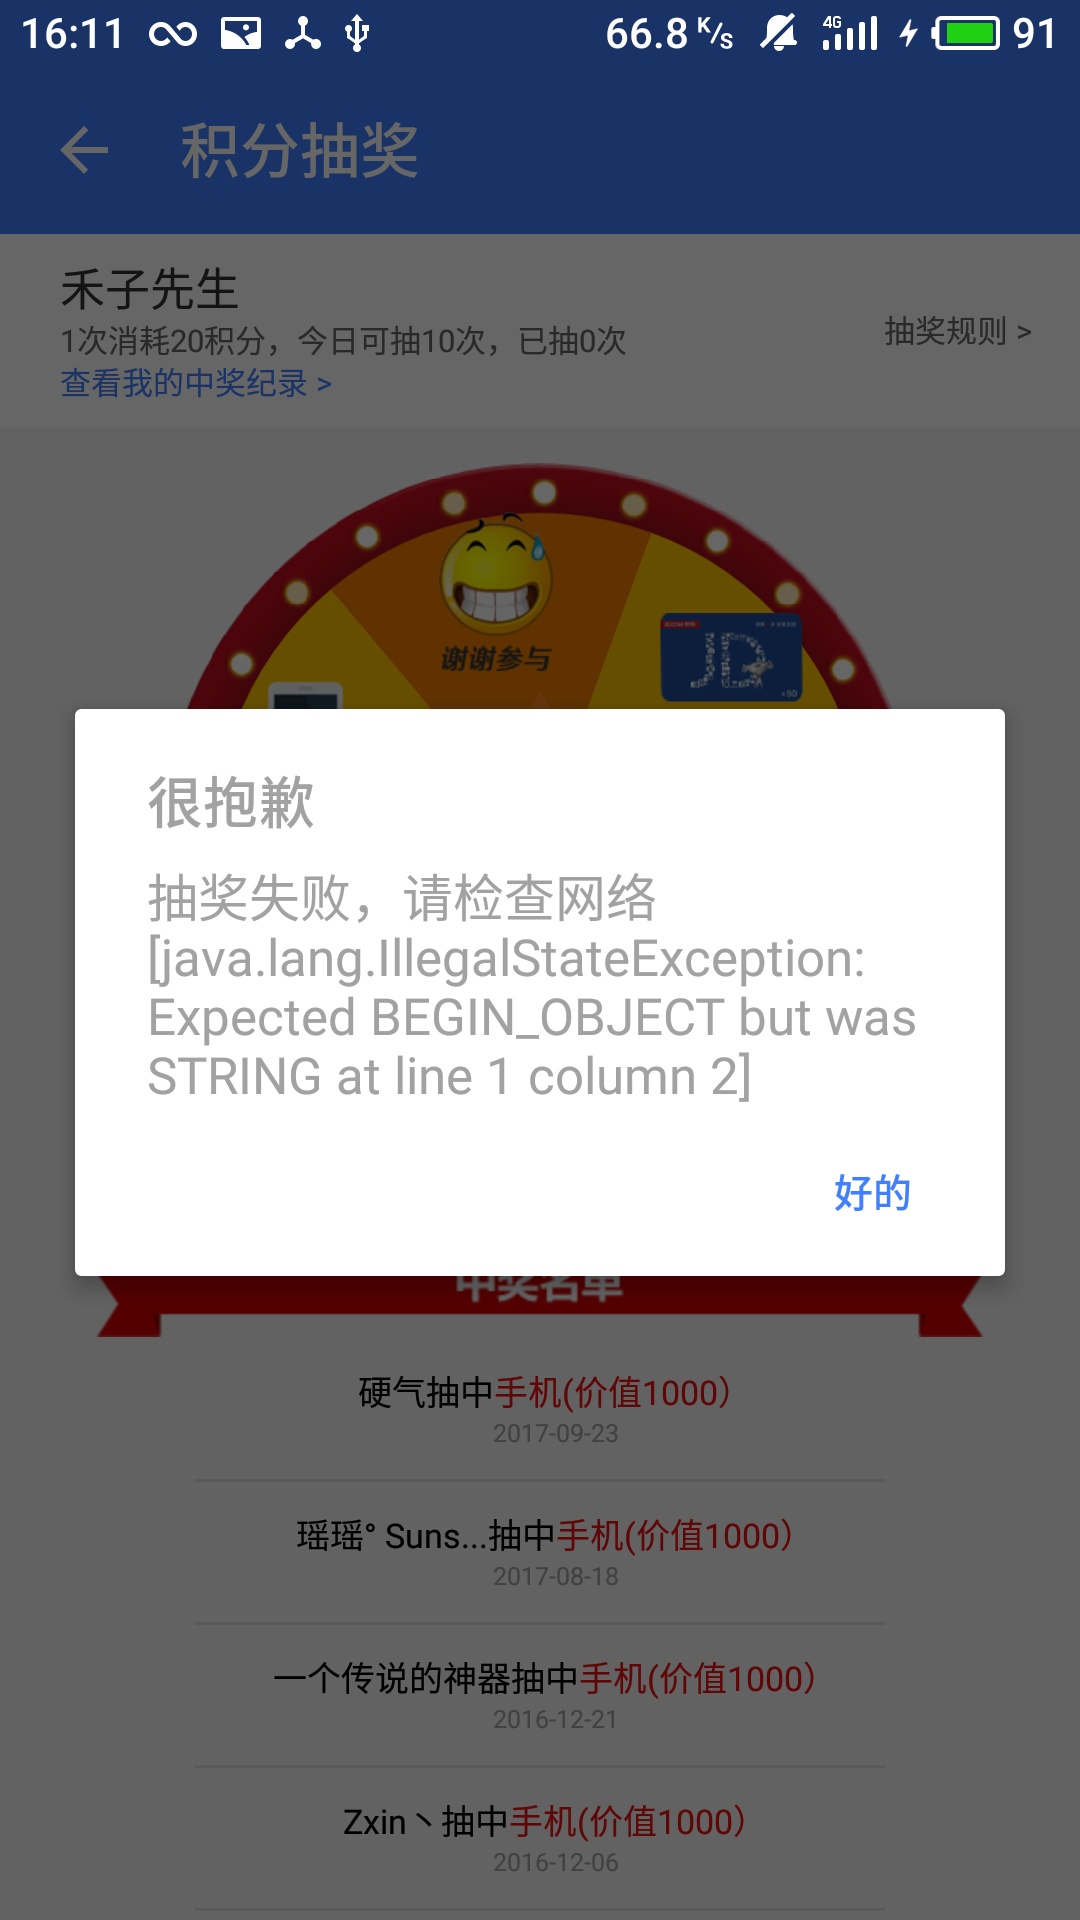 16:11 66.8 K/s 4G 91
积分抽奖
禾子先生
1次消耗20积分，今日可抽10次，已抽0次
抽奖规则 >
查看我的中奖纪录 >
谢谢参与
JD
+50
很抱歉
抽奖失败，请检查网络
[java.lang.IllegalStateException:
Expected BEGIN_OBJECT but was
STRING at line 1 column 2]
好的
中奖名单
硬气抽中手机(价值1000）
2017-09-23
瑶瑶° Suns...抽中手机(价值1000）
2017-08-18
一个传说的神器抽中手机(价值1000）
2016-12-21
Zxin丶抽中手机(价值1000）
2016-12-06